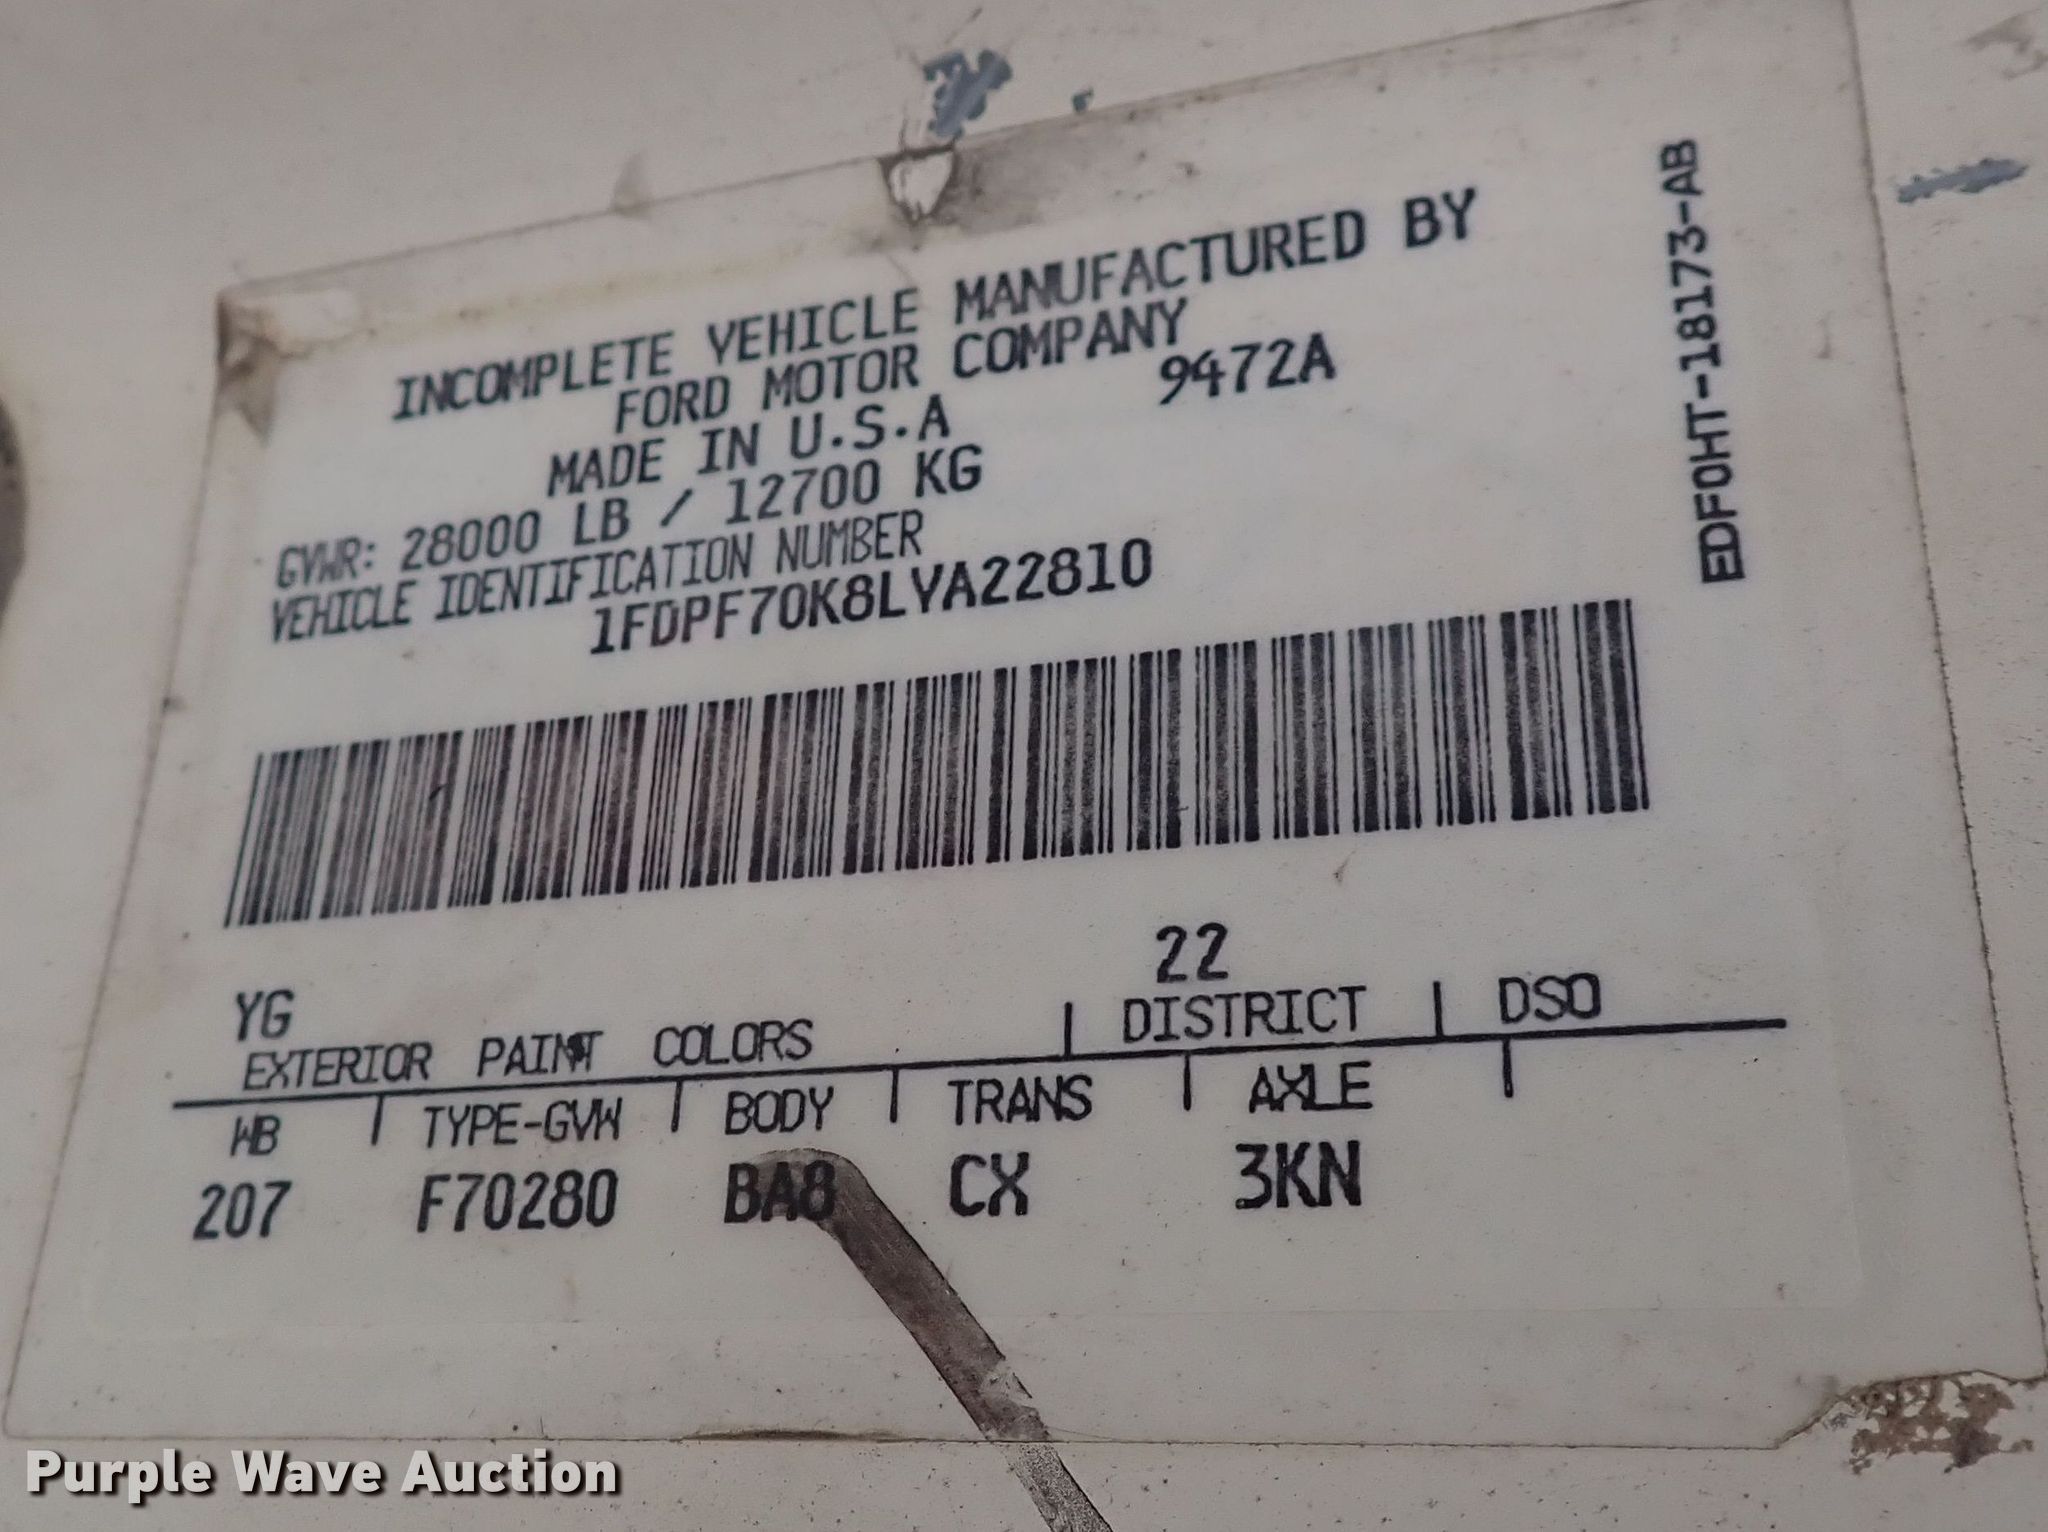 INCOMPLETE VEHICLE MANUFACTURED BY
FORD MOTOR COMPANY
MADE IN U.S.A
9472A
GVWR: 28000 LB / 12700 KG
VEHICLE IDENTIFICATION NUMBER
1FDPF70K8LVA22810
EDF0HT-18173-AB
YG
22
EXTERIOR PAINT COLORS | DISTRICT | DSO
WB | TYPE-GVW | BODY | TRANS | AXLE |
207 F70280 BA8 CX 3KN
Purple Wave Auction